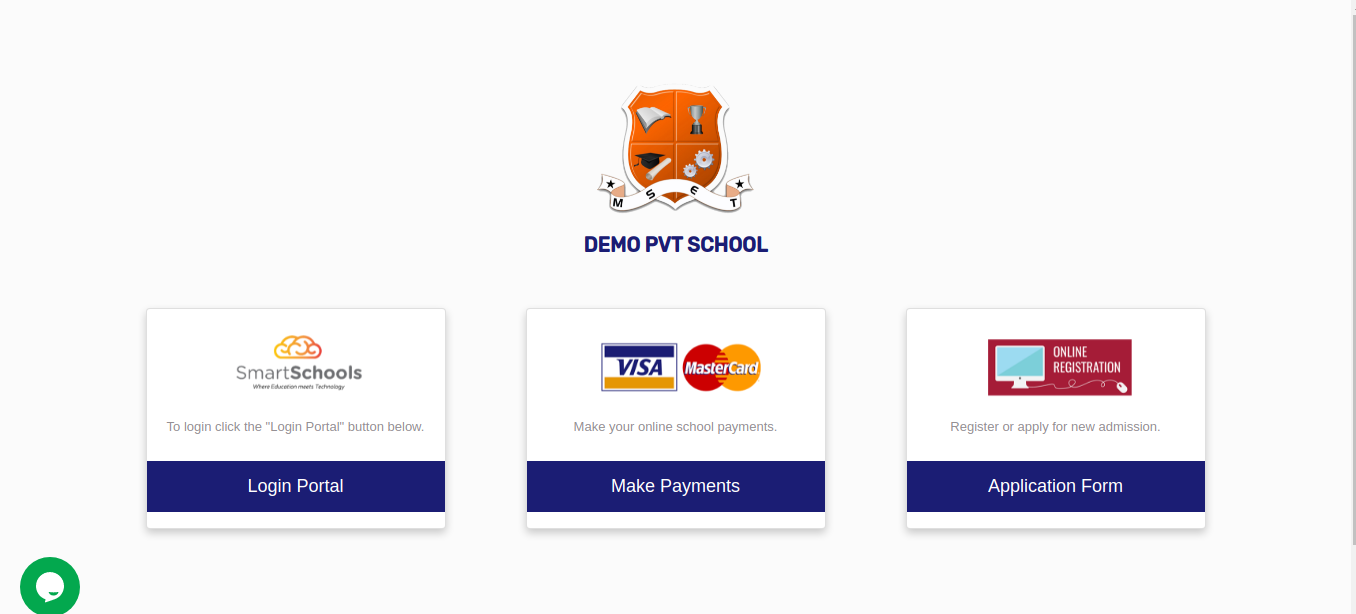 M S E T
DEMO PVT SCHOOL
SmartSchools
Where Education meets Technology
To login click the "Login Portal" button below.
Login Portal
VISA
MasterCard
Make your online school payments.
Make Payments
ONLINE
REGISTRATION
Register or apply for new admission.
Application Form